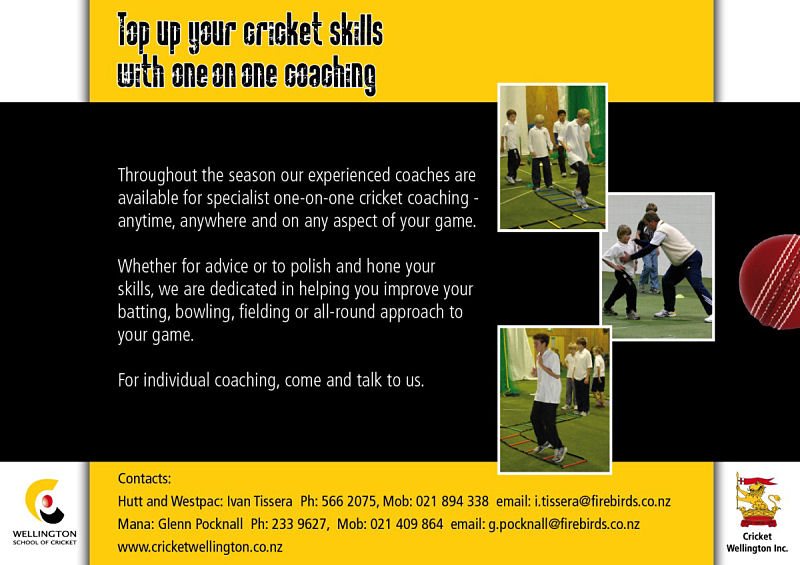 Top up your cricket skills
with one on one coaching
Throughout the season our experienced coaches are
available for specialist one-on-one cricket coaching -
anytime, anywhere and on any aspect of your game.
Whether for advice or to polish and hone your
skills, we are dedicated in helping you improve your
batting, bowling, fielding or all-round approach to
your game.
For individual coaching, come and talk to us.
Contacts:
Hutt and Westpac: Ivan Tissera Ph: 566 2075, Mob: 021 894 338 email: i.tissera@firebirds.co.nz
Mana: Glenn Pocknall Ph: 233 9627, Mob: 021 409 864 email: g.pocknall@firebirds.co.nz
www.cricketwellington.co.nz
WELLINGTON
SCHOOL OF CRICKET
Cricket
Wellington Inc.